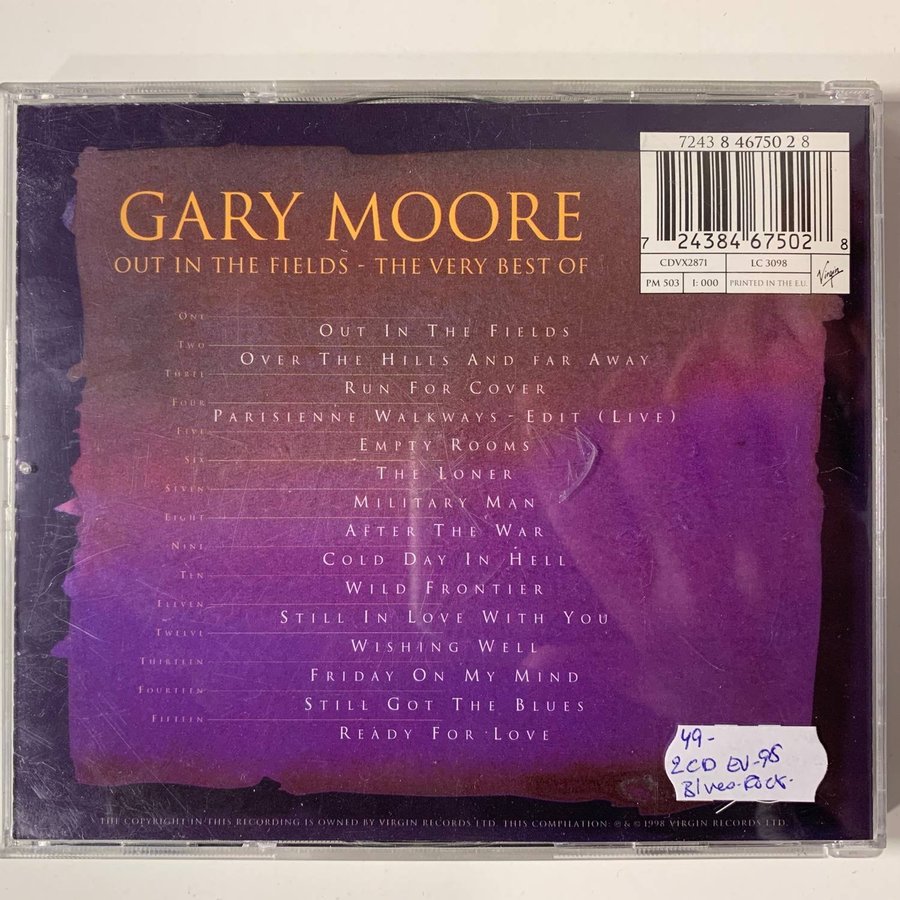 7243 8 46750 2 8
7 24384 67502 8
CDVX2871 LC 3098
PM 503 I: 000 PRINTED IN THE E.U. Virgin
GARY MOORE
OUT IN THE FIELDS - THE VERY BEST OF
One
Out In The Fields
Two
Over The Hills And far Away
Three
Run For Cover
Four
Parisienne Walkways - Edit (Live)
Five
Empty Rooms
Six
The Loner
Seven
Military Man
Eight
After The War
Nine
Cold Day In Hell
Ten
Wild Frontier
Eleven
Still In Love With You
Twelve
Wishing Well
Thirteen
Friday On My Mind
Fourteen
Still Got The Blues
Fifteen
Ready For Love
49-
2CD EU-98
Blues-Rock-
THE COPYRIGHT IN THIS RECORDING IS OWNED BY VIRGIN RECORDS LTD. THIS COMPILATION: ℗ & © 1998 VIRGIN RECORDS LTD.